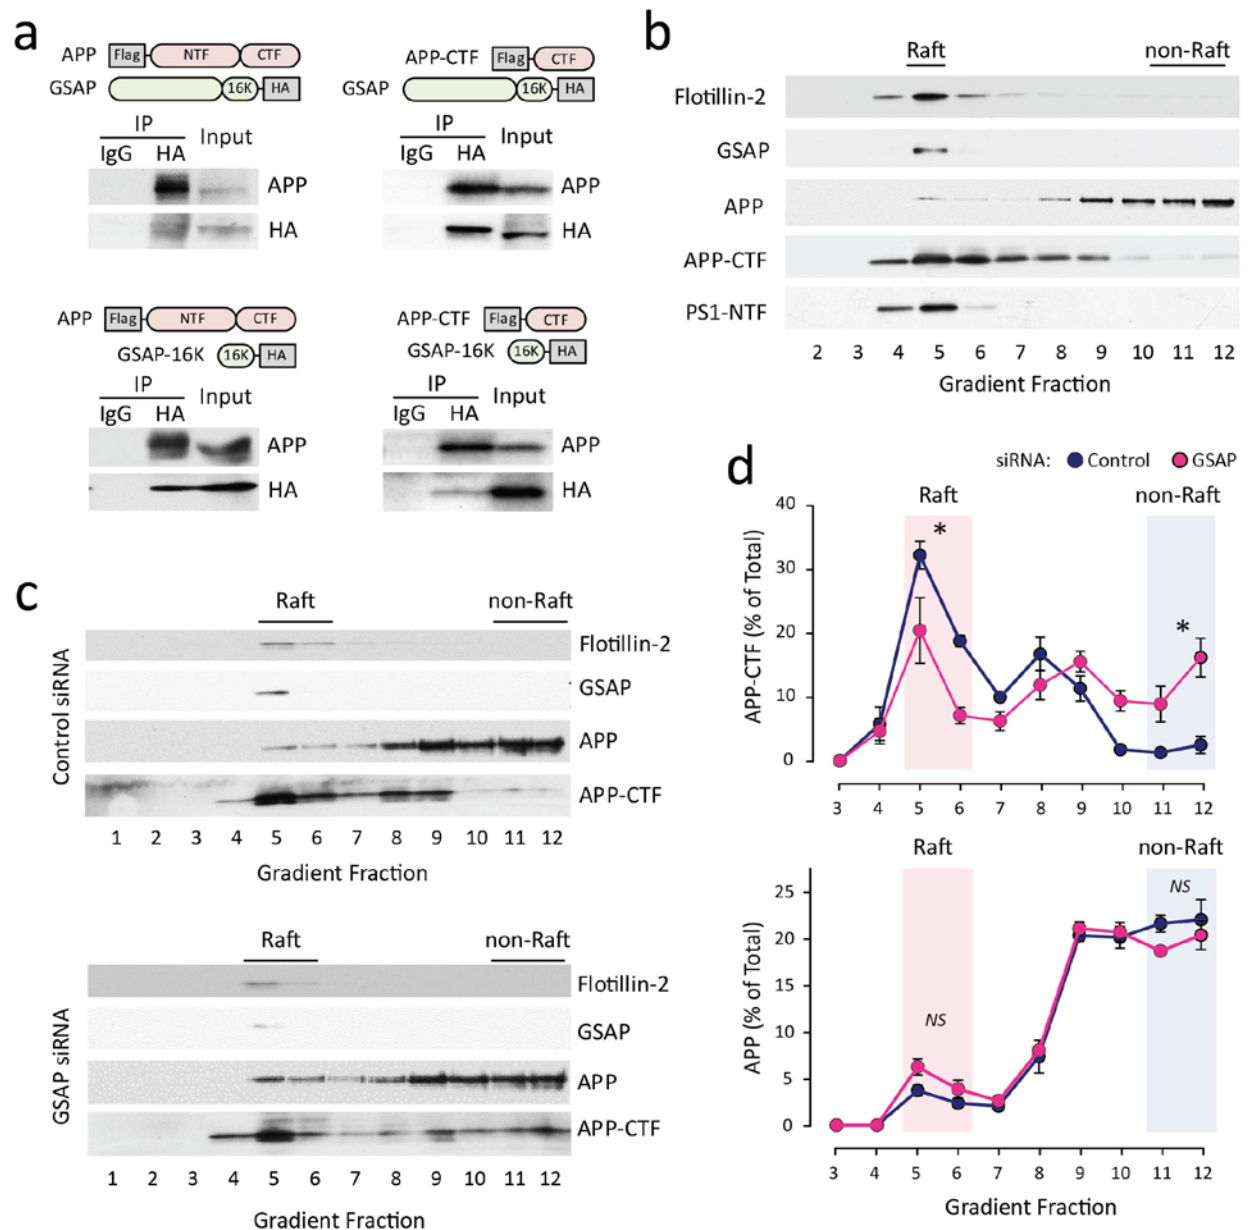 a
APP Flag NTF CTF
GSAP 16K HA
IP
IgG HA Input
APP
HA
APP-CTF Flag CTF
GSAP 16K HA
IP
IgG HA Input
APP
HA
APP Flag NTF CTF
GSAP-16K 16K HA
IP
IgG HA Input
APP
HA
APP-CTF Flag CTF
GSAP-16K 16K HA
IP
IgG HA Input
APP
HA
b
Raft non-Raft
Flotillin-2
GSAP
APP
APP-CTF
PS1-NTF
2 3 4 5 6 7 8 9 10 11 12
Gradient Fraction
c
Control siRNA
Raft non-Raft
Flotillin-2
GSAP
APP
APP-CTF
1 2 3 4 5 6 7 8 9 10 11 12
Gradient Fraction
GSAP siRNA
Raft non-Raft
Flotillin-2
GSAP
APP
APP-CTF
1 2 3 4 5 6 7 8 9 10 11 12
Gradient Fraction
d
siRNA: Control GSAP
Raft non-Raft
APP-CTF (% of Total)
40
30
20
10
0
* *
3 4 5 6 7 8 9 10 11 12
Raft non-Raft
APP (% of Total)
25
20
15
10
5
0
NS
NS
3 4 5 6 7 8 9 10 11 12
Gradient Fraction